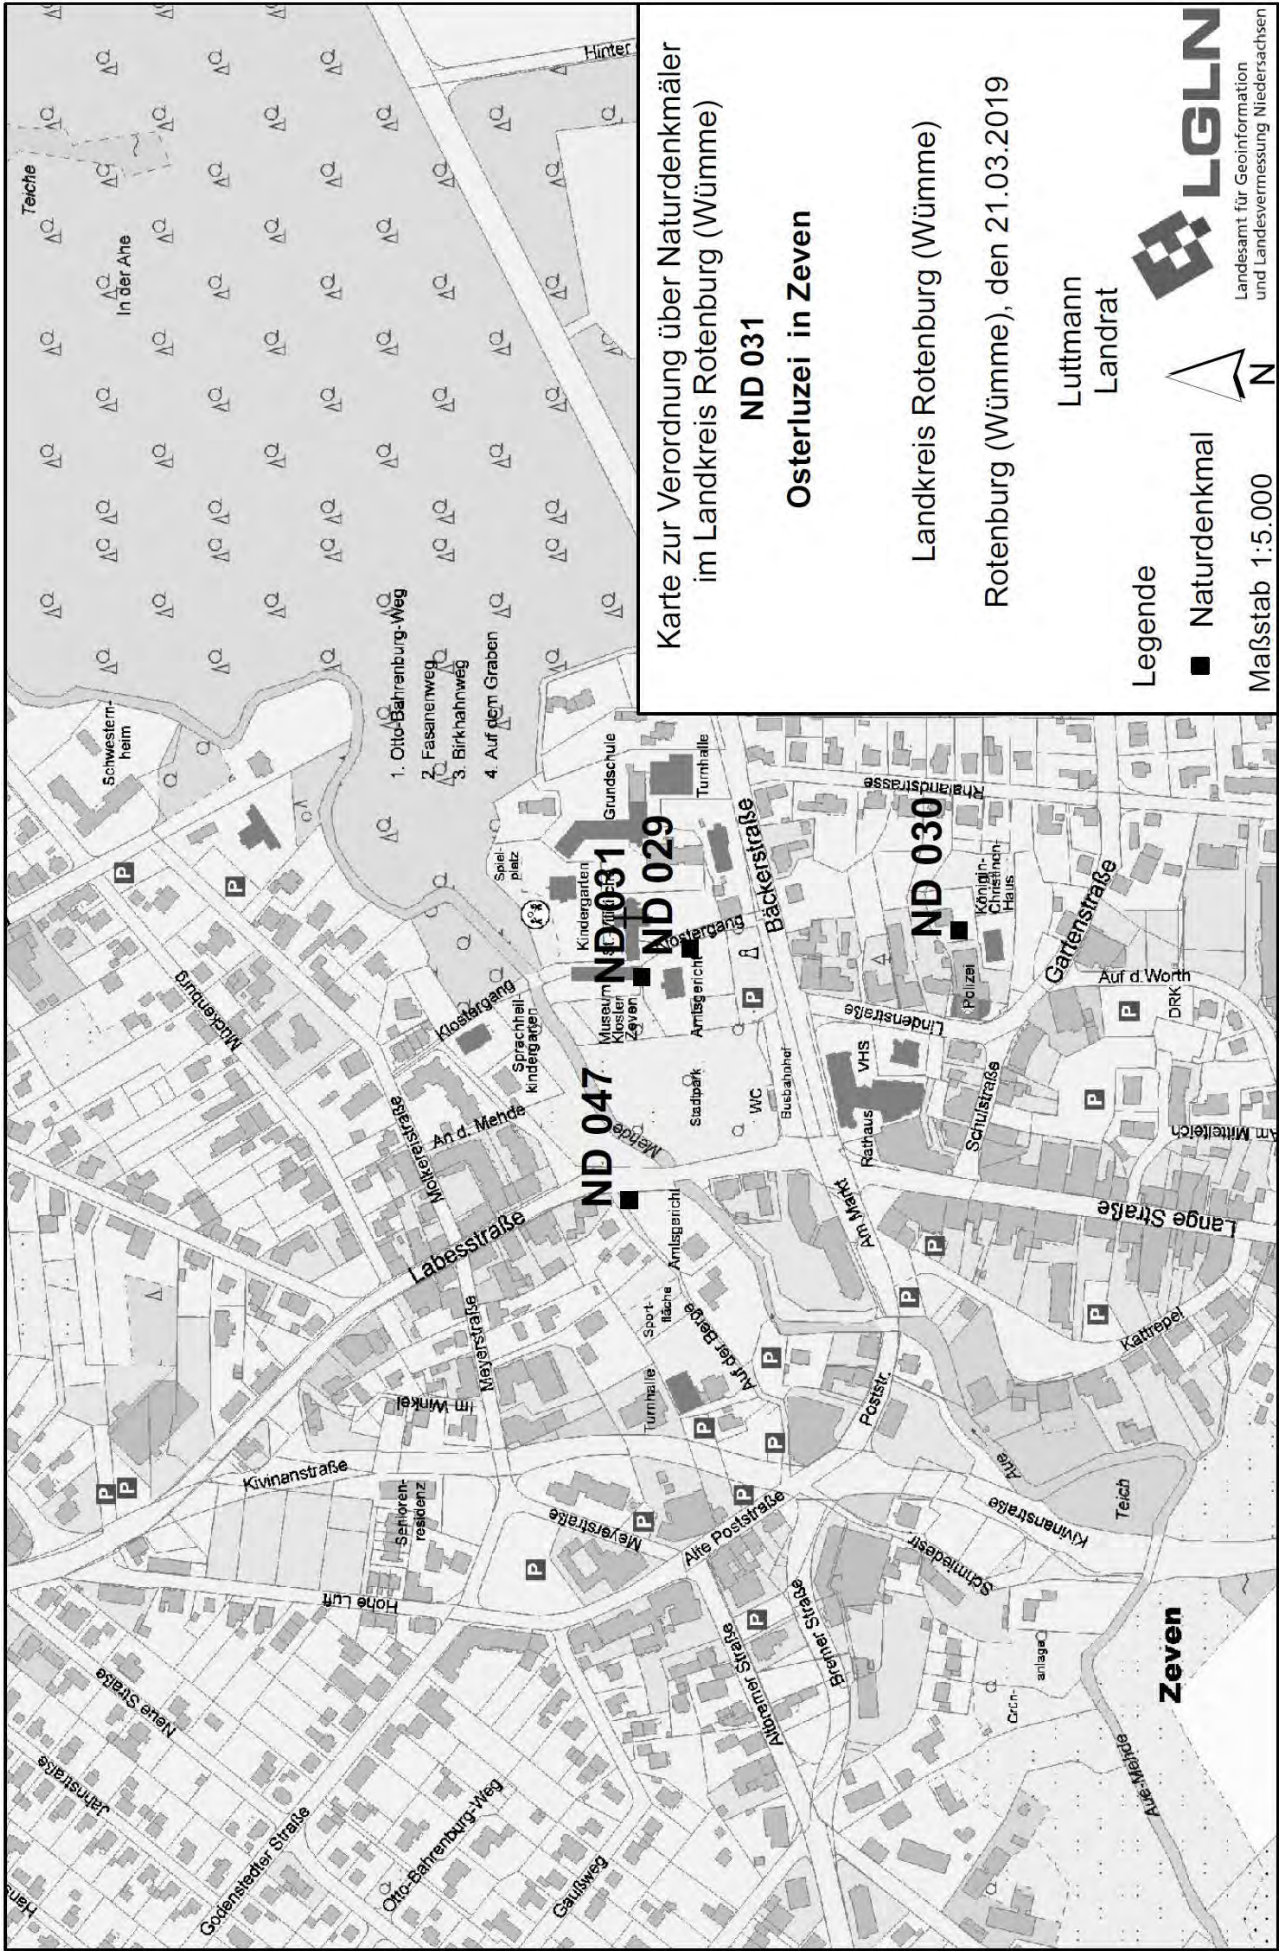 Karte zur Verordnung über Naturdenkmäler
im Landkreis Rotenburg (Wümme)
ND 031
Osterluzei in Zeven
Landkreis Rotenburg (Wümme)
Rotenburg (Wümme), den 21.03.2019
Luttmann
Landrat
Legende
Naturdenkmal
Maßstab 1:5.000
N
LGLN
Landesamt für Geoinformation
und Landesvermessung Niedersachsen
Teiche
In der Ahe
Hinter
1. Otto-Bahrenburg-Weg
2. Fasanenweg
3. Birkhahnweg
4. Auf dem Graben
Schwestern-
heim
P
P
Mückenburg
Klostergang
Sprachheil-
kindergarten
Spiel-
platz
Kindergarten
Grundschule
Turnhalle
ND 031
ND 029
Museum
Kloster
Zeven
Klostergang
Amtsgericht
P
Bäckerstraße
Rhalandstrasse
ND 030
Königin-
Christinen-
Haus
Polizei
Gartenstraße
Lindenstraße
Auf d. Worth
DRK
P
P
Am Mittelteich
Schulstraße
VHS
Rathaus
Busbahnhof
WC
Stadtpark
Mehde
ND 047
Amtsgericht
An d. Mehde
Molkereistraße
Labesstraße
Meyerstraße
Im Winkel
Sport-
fläche
Turnhalle
Auf der Berge
P
P
P
Am Markt
Lange Straße
P
P
P
Kattrepel
Poststr.
Aue
Teich
Kivinanstraße
Kivinanstraße
P
P
Senioren-
residenz
Hohe Luft
Meyerstraße
P
P
P
Alte Poststraße
Schmiedestr.
Bremer Straße
P
Altbremer Straße
Grün-
anlage
Zeven
Aue-Mehde
Neue Straße
Jahnstraße
Hans
Godenstedter Straße
Otto-Bahrenburg-Weg
Gaußweg